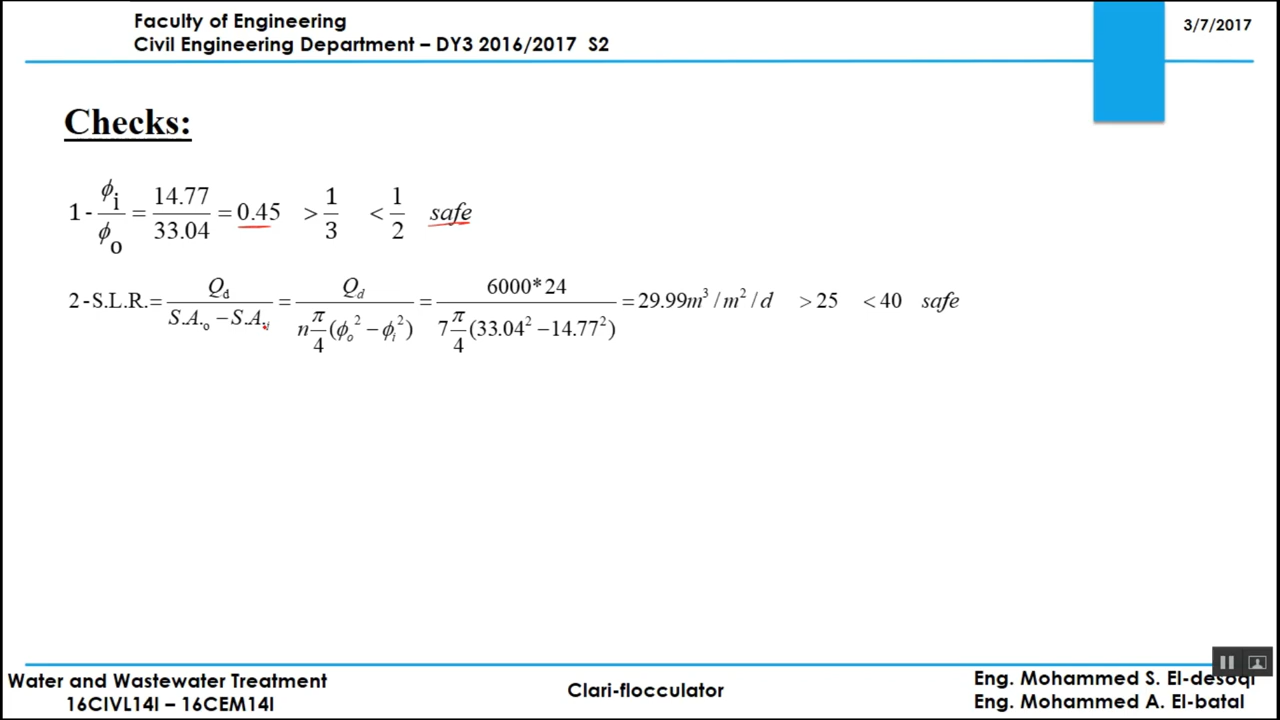 Faculty of Engineering
Civil Engineering Department – DY3 2016/2017 S2
3/7/2017
Checks:
1 - ϕi/ϕo = 14.77/33.04 = 0.45 > 1/3 < 1/2 safe
2 - S.L.R. = Qd/(S.A.o – S.A.i) = Qd/(n π/4 (ϕo² – ϕi²)) = 6000*24/(7 π/4 (33.04² –14.77²)) = 29.99m³/m²/d > 25 < 40 safe
Water and Wastewater Treatment
16CIVL14I – 16CEM14I
Clari-flocculator
Eng. Mohammed S. El-desoqi
Eng. Mohammed A. El-batal